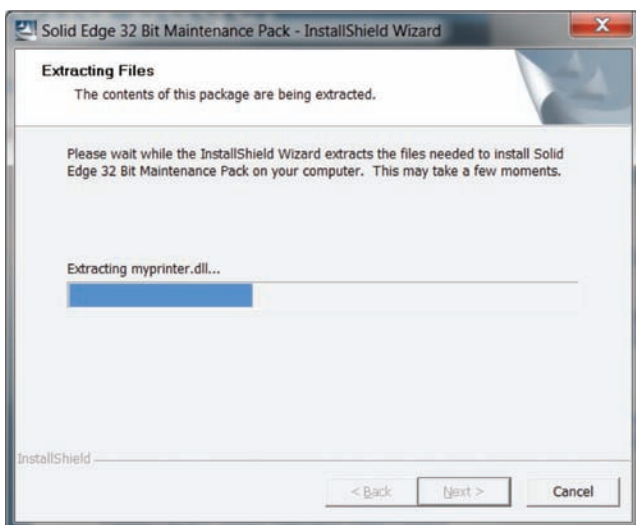 Solid Edge 32 Bit Maintenance Pack - InstallShield Wizard
Extracting Files
The contents of this package are being extracted.
Please wait while the InstallShield Wizard extracts the files needed to install Solid
Edge 32 Bit Maintenance Pack on your computer. This may take a few moments.
Extracting myprinter.dll...
InstallShield
< Back Next > Cancel